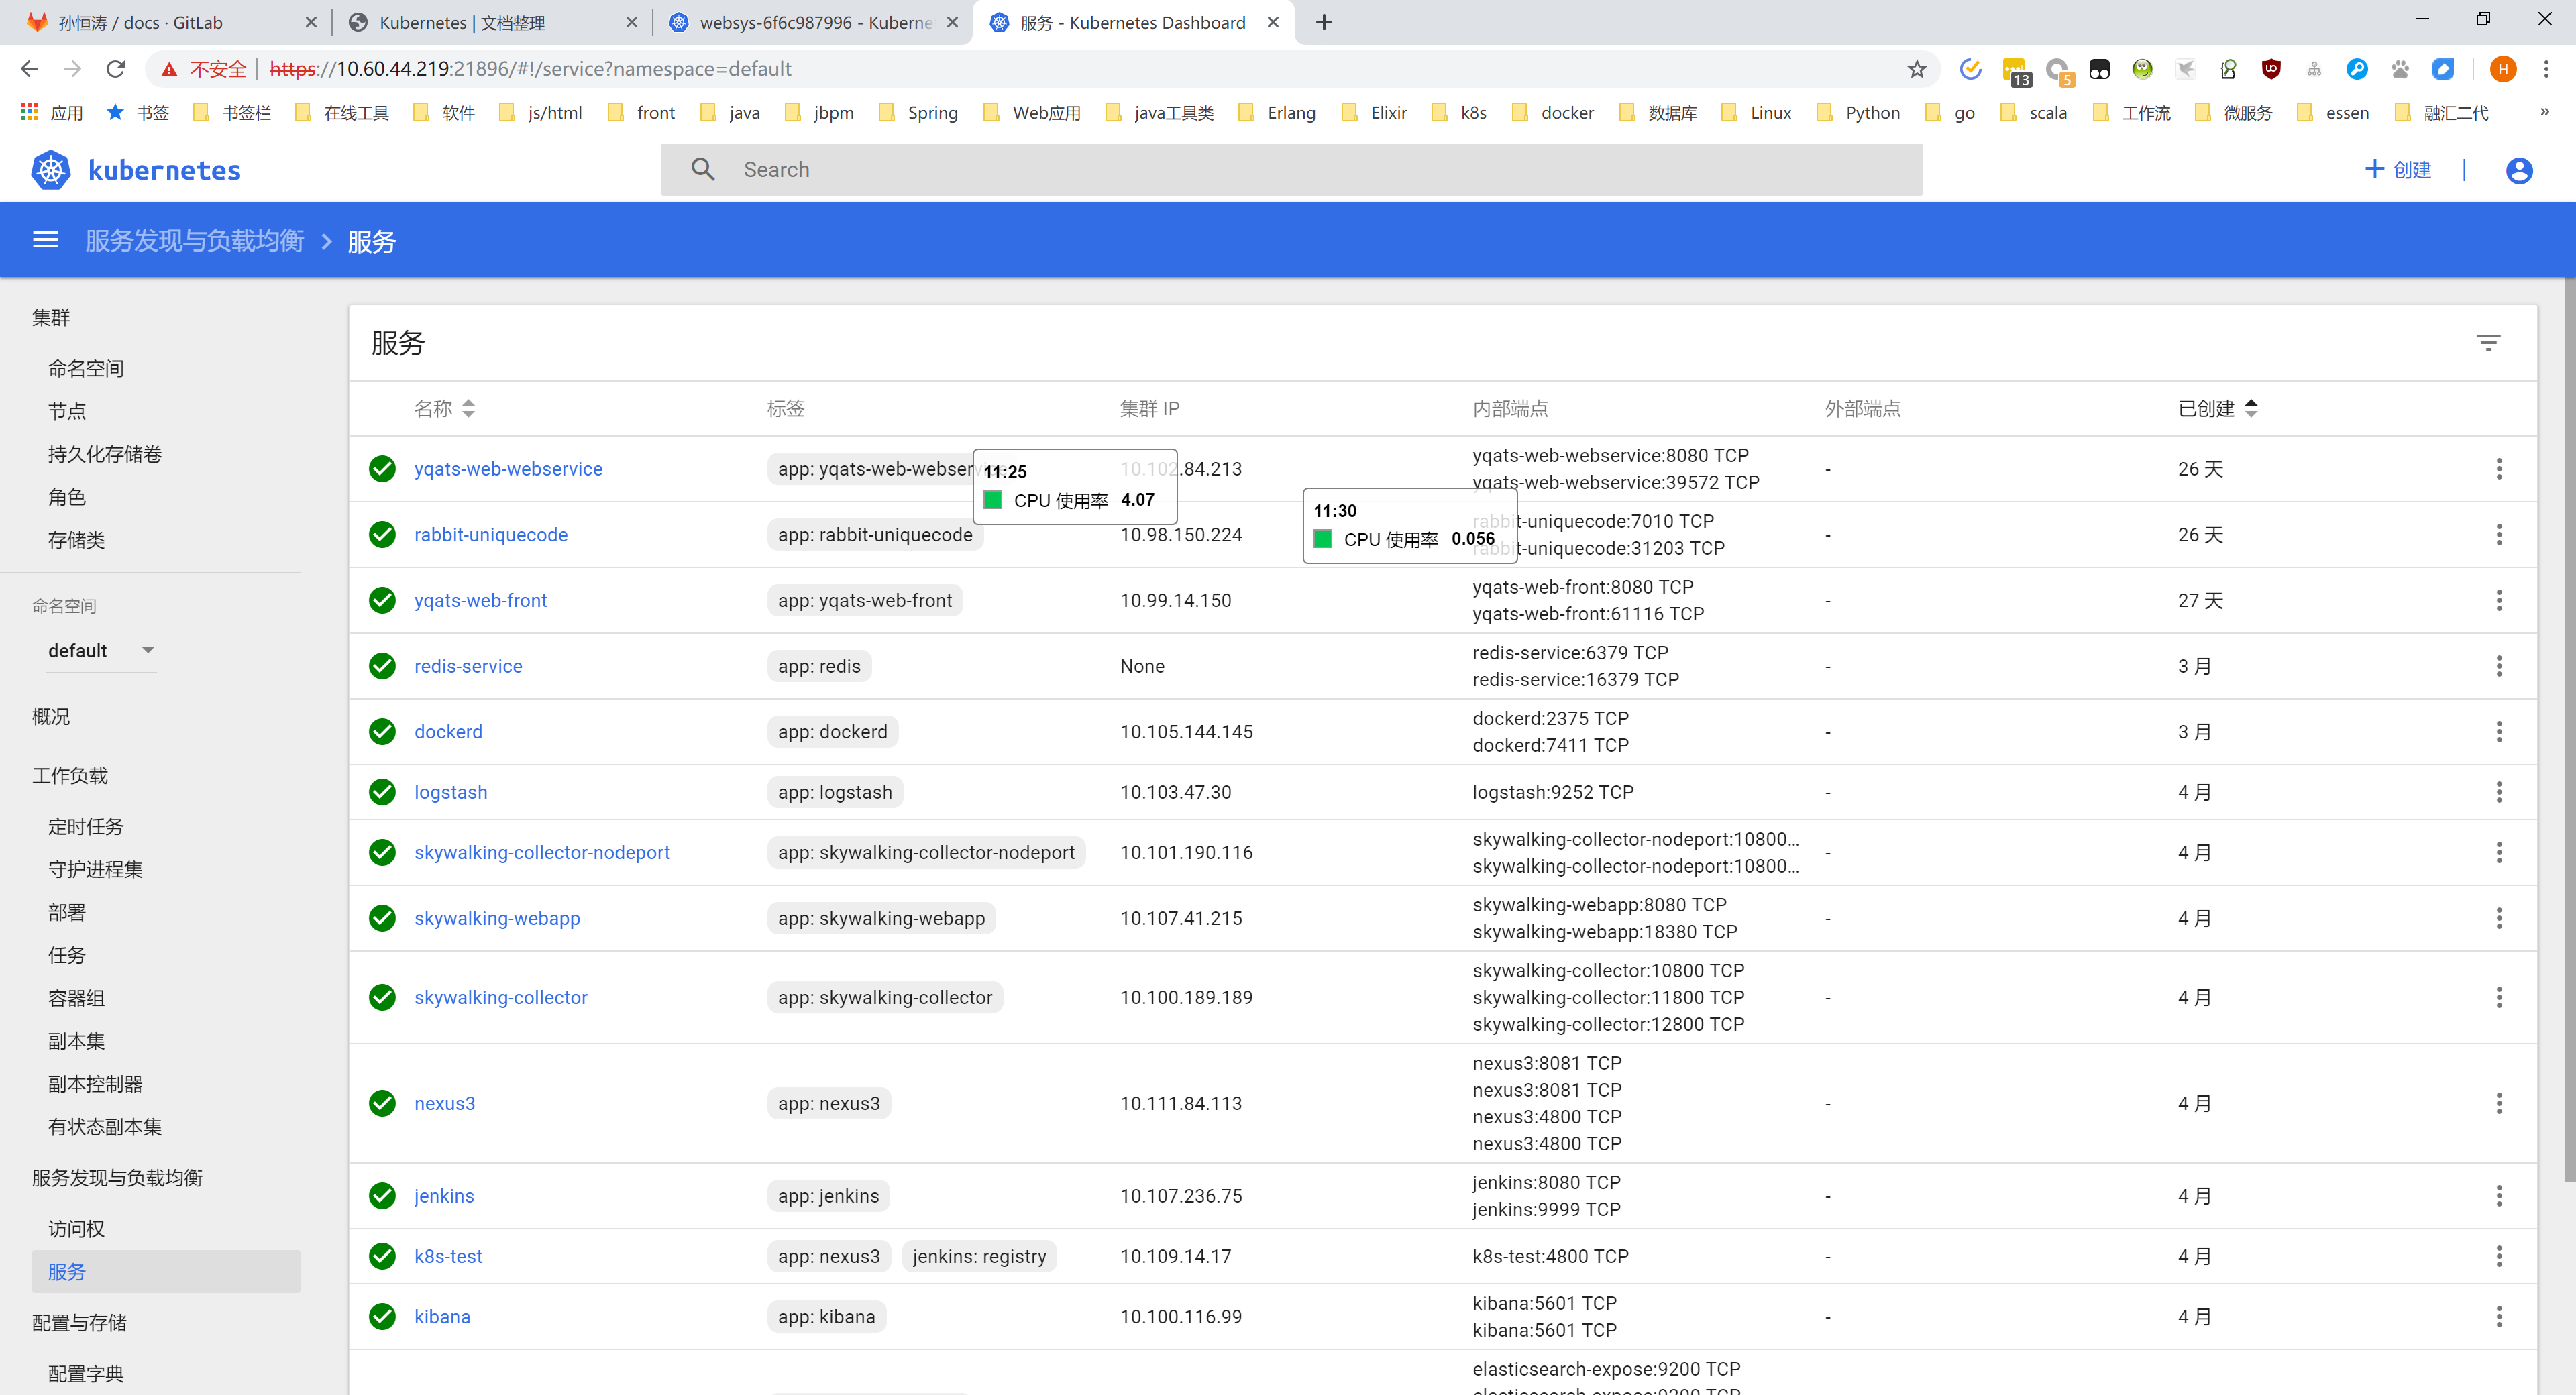 孙恒涛 / docs · GitLab
Kubernetes | 文档整理
websys-6f6c987996 - Kuberne
服务 - Kubernetes Dashboard
不安全 | https://10.60.44.219:21896/#!/service?namespace=default
13
5
H
应用 书签 书签栏 在线工具 软件 js/html front java jbpm Spring Web应用 java工具类 Erlang Elixir k8s docker 数据库 Linux Python go scala 工作流 微服务 essen 融汇二代 »
kubernetes
Search
+ 创建 |
服务发现与负载均衡 > 服务
集群
命名空间
节点
持久化存储卷
角色
存储类
命名空间
default
概况
工作负载
定时任务
守护进程集
部署
任务
容器组
副本集
副本控制器
有状态副本集
服务发现与负载均衡
访问权
服务
配置与存储
配置字典
服务
名称 标签 集群 IP 内部端点 外部端点 已创建
yqats-web-webservice app: yqats-web-webserv 10.102.84.213 yqats-web-webservice:8080 TCP - 26 天
yqats-web-webservice:39572 TCP
11:25
CPU 使用率 4.07
11:30
CPU 使用率 0.056
rabbit-uniquecode app: rabbit-uniquecode 10.98.150.224 rabbit-uniquecode:7010 TCP - 26 天
rabbit-uniquecode:31203 TCP
yqats-web-front app: yqats-web-front 10.99.14.150 yqats-web-front:8080 TCP - 27 天
yqats-web-front:61116 TCP
redis-service app: redis None redis-service:6379 TCP - 3 月
redis-service:16379 TCP
dockerd app: dockerd 10.105.144.145 dockerd:2375 TCP - 3 月
dockerd:7411 TCP
logstash app: logstash 10.103.47.30 logstash:9252 TCP - 4 月
skywalking-collector-nodeport app: skywalking-collector-nodeport 10.101.190.116 skywalking-collector-nodeport:10800... - 4 月
skywalking-collector-nodeport:10800...
skywalking-webapp app: skywalking-webapp 10.107.41.215 skywalking-webapp:8080 TCP - 4 月
skywalking-webapp:18380 TCP
skywalking-collector app: skywalking-collector 10.100.189.189 skywalking-collector:10800 TCP - 4 月
skywalking-collector:11800 TCP
skywalking-collector:12800 TCP
nexus3 app: nexus3 10.111.84.113 nexus3:8081 TCP - 4 月
nexus3:8081 TCP
nexus3:4800 TCP
nexus3:4800 TCP
jenkins app: jenkins 10.107.236.75 jenkins:8080 TCP - 4 月
jenkins:9999 TCP
k8s-test app: nexus3 jenkins: registry 10.109.14.17 k8s-test:4800 TCP - 4 月
kibana app: kibana 10.100.116.99 kibana:5601 TCP - 4 月
kibana:5601 TCP
elasticsearch-expose:9200 TCP